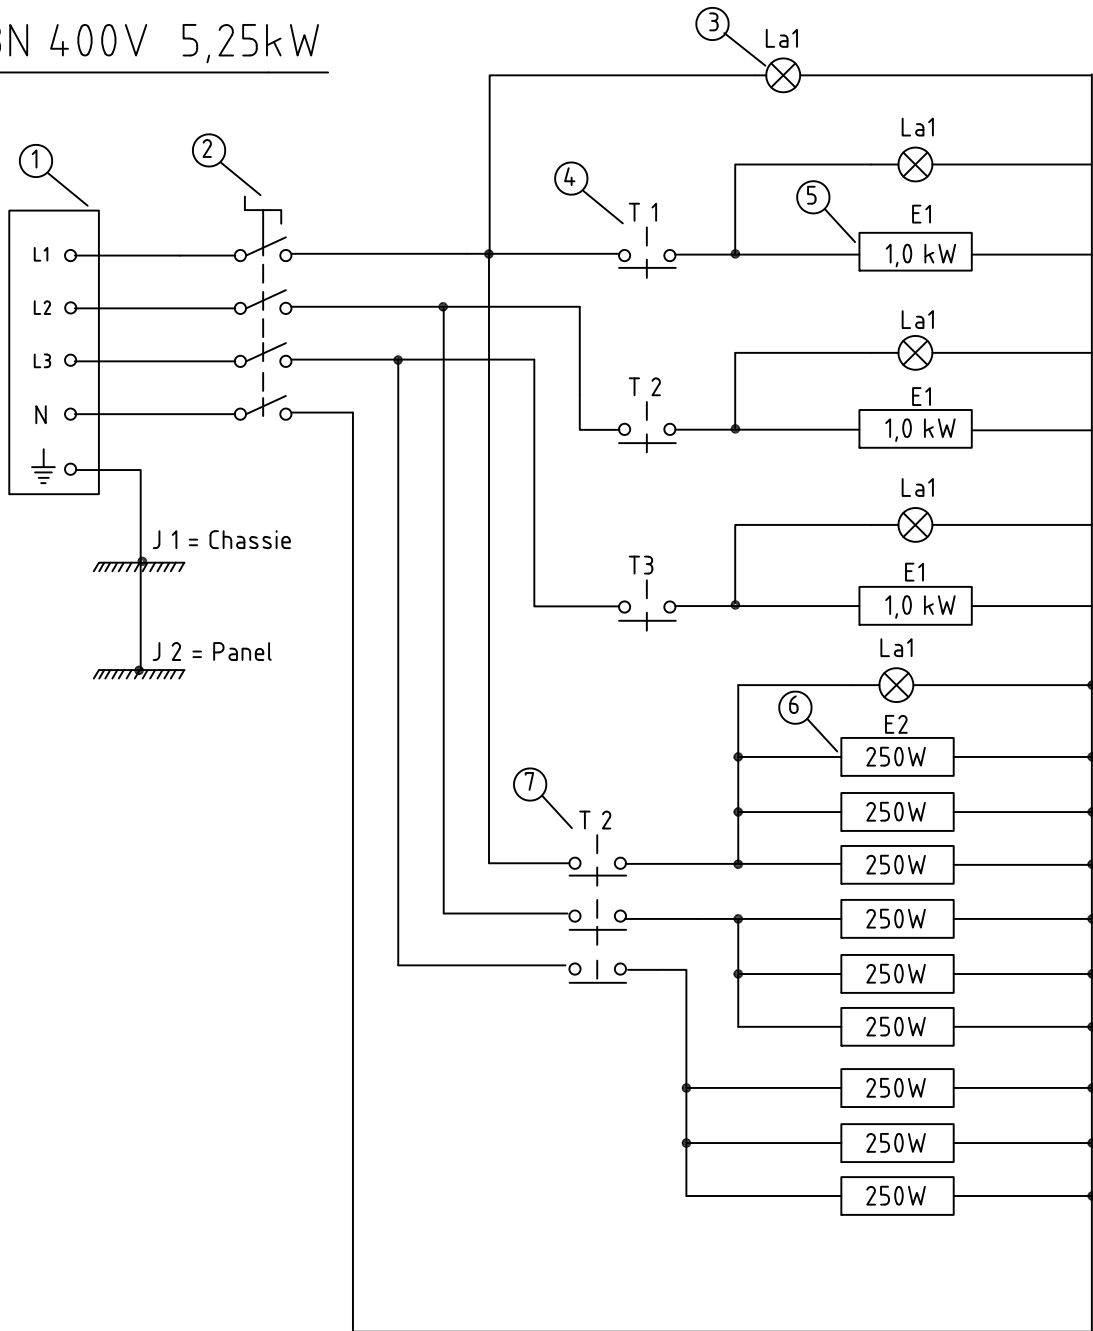 3N 400V 5,25kW
3
La1
La1
1
2
4
T 1
5
E1
1,0 kW
L1
L2
L3
N
La1
T 2
E1
1,0 kW
La1
J 1 = Chassie
T3
E1
1,0 kW
J 2 = Panel
La1
6
E2
250W
7
T 2
250W
250W
250W
250W
250W
250W
250W
250W